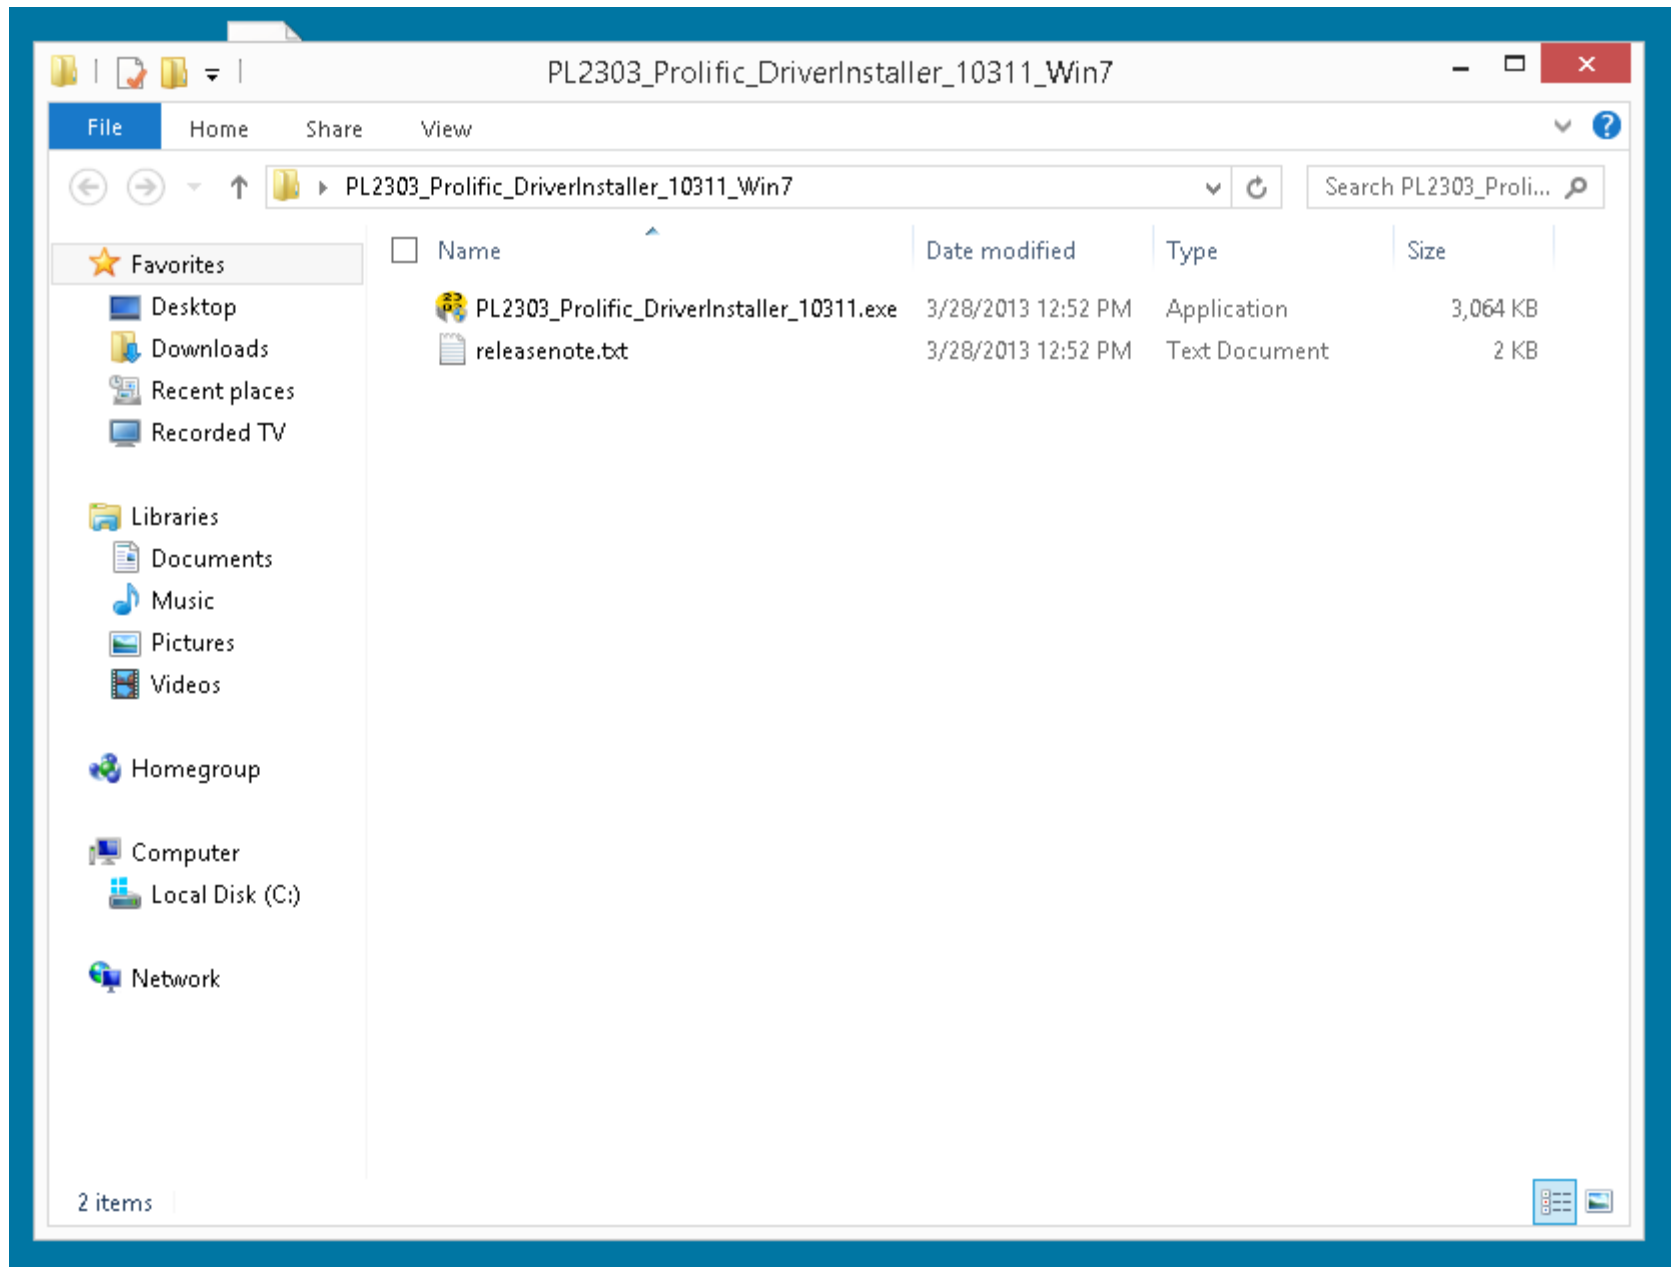 PL2303_Prolific_DriverInstaller_10311_Win7
File Home Share View
PL2303_Prolific_DriverInstaller_10311_Win7 Search PL2303_Proli...
Name Date modified Type Size
PL2303_Prolific_DriverInstaller_10311.exe 3/28/2013 12:52 PM Application 3,064 KB
releasenote.txt 3/28/2013 12:52 PM Text Document 2 KB
Favorites
Desktop
Downloads
Recent places
Recorded TV
Libraries
Documents
Music
Pictures
Videos
Homegroup
Computer
Local Disk (C:)
Network
2 items